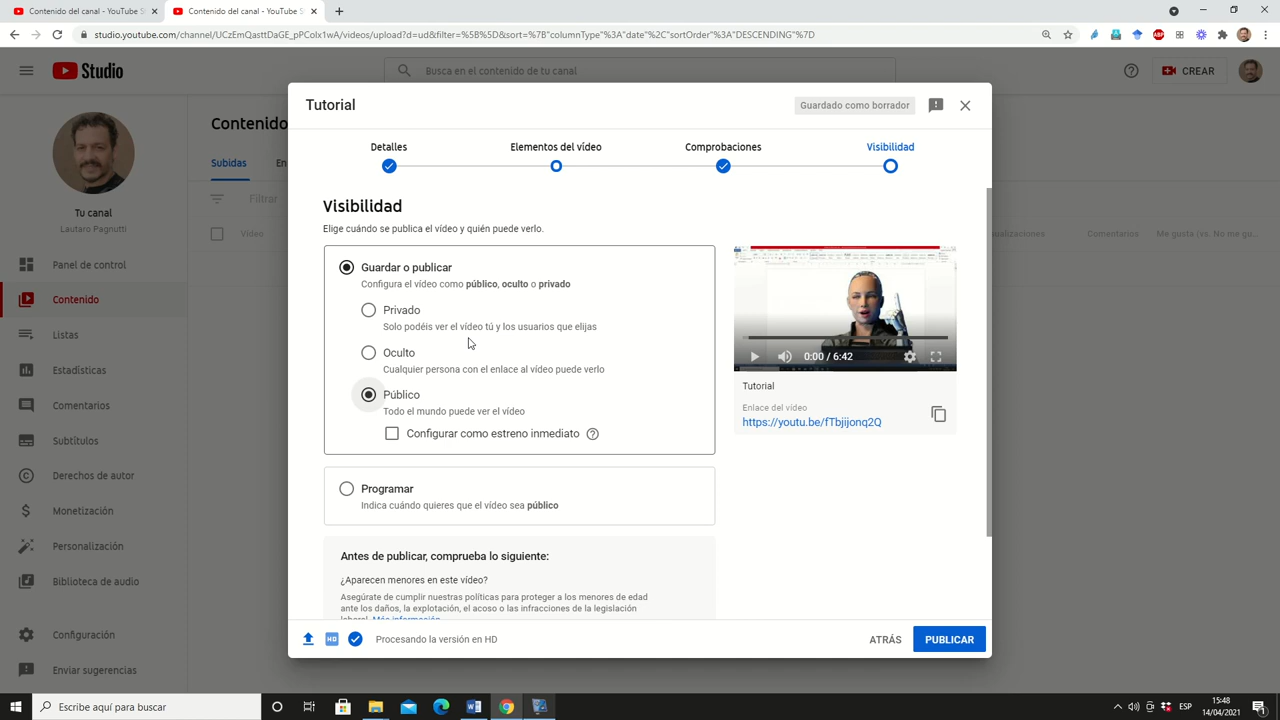 Contenido del canal - YouTube S
Contenido del canal - YouTube S
studio.youtube.com/channel/UCzEmQasttDaGE_pPColx1wA/videos/upload?d=ud&filter=%5B%5D&sort=%7B"columnType"%3A"date"%2C"sortOrder"%3A"DESCENDING"%7D
Studio
Busca en el contenido de tu canal
CREAR
Tu canal
Lautaro Pagnutti
Panel de control
Contenido
Listas
Estadísticas
Comentarios
Subtítulos
Derechos de autor
Monetización
Personalización
Biblioteca de audio
Configuración
Enviar sugerencias
Contenido
Subidas
En
Filtrar
Vídeo
Comentarios
Me gusta (vs. No me gu...
Tutorial
Guardado como borrador
Detalles
Elementos del vídeo
Comprobaciones
Visibilidad
Visibilidad
Elige cuándo se publica el vídeo y quién puede verlo.
Guardar o publicar
Configura el vídeo como público, oculto o privado
Privado
Solo podéis ver el vídeo tú y los usuarios que elijas
Oculto
Cualquier persona con el enlace al vídeo puede verlo
Público
Todo el mundo puede ver el vídeo
Configurar como estreno inmediato
Programar
Indica cuándo quieres que el vídeo sea público
Antes de publicar, comprueba lo siguiente:
¿Aparecen menores en este vídeo?
Asegúrate de cumplir nuestras políticas para proteger a los menores de edad
ante los daños, la explotación, el acoso o las infracciones de la legislación
laboral. Más información
0:00 / 6:42
Tutorial
Enlace del vídeo
https://youtu.be/fTbjijonq2Q
HD
Procesando la versión en HD
ATRÁS
PUBLICAR
Escribe aquí para buscar
ESP
15:48
14/04/2021